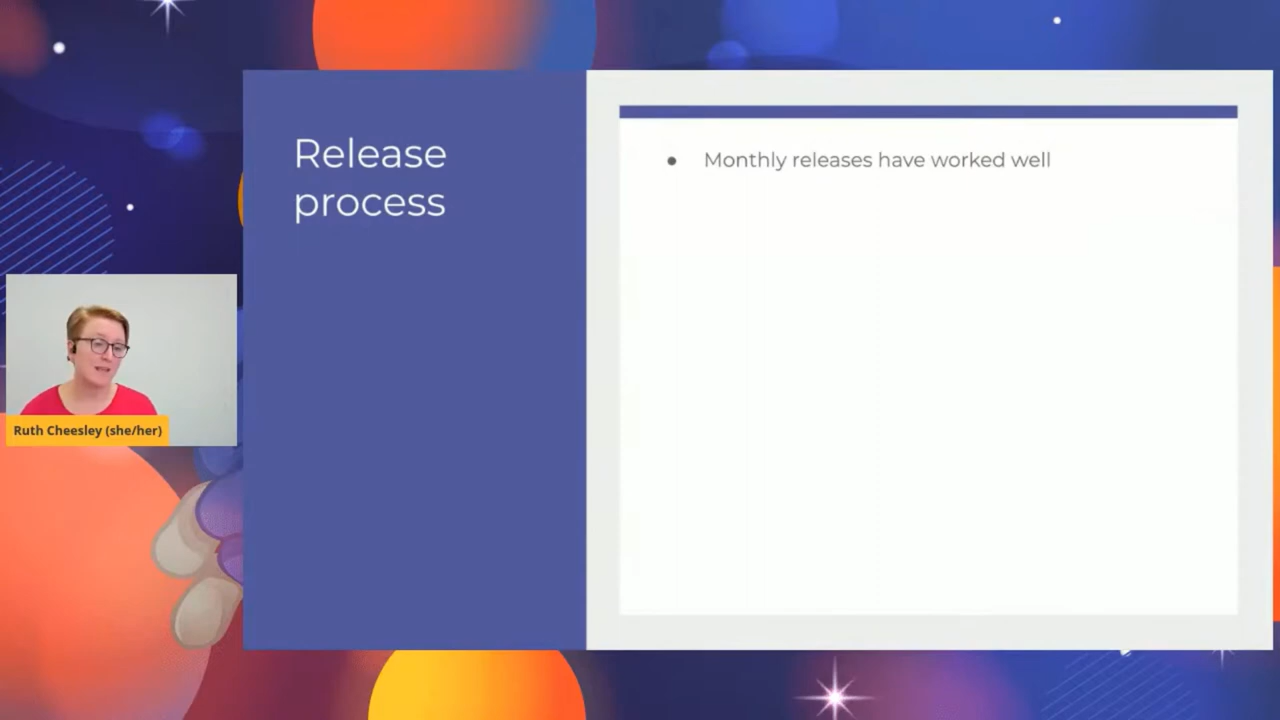 Release
process
● Monthly releases have worked well
Ruth Cheesley (she/her)